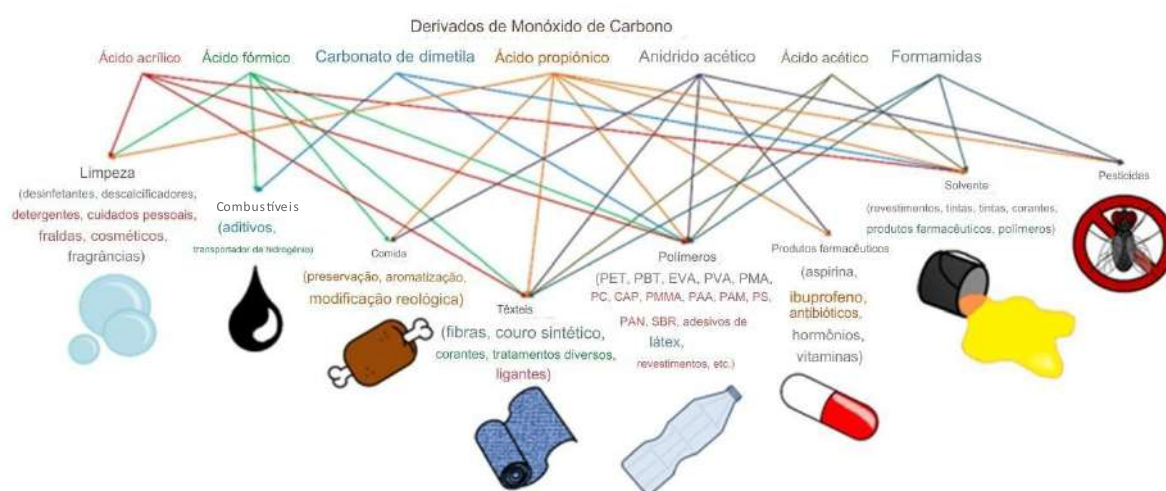 Derivados de Monóxido de Carbono
Ácido acrílico Ácido fórmico Carbonato de dimetila Ácido propiônico Anidrido acético Ácido acético Formamidas
Limpeza
(desinfetantes, descalcificadores,
detergentes, cuidados pessoais,
fraldas, cosméticos,
fragrâncias)
Combustíveis
(aditivos,
transportador de hidrogénio)
Comida
(preservação, aromatização,
modificação reológica)
Têxteis
(fibras, couro sintético,
corantes, tratamentos diversos,
ligantes)
Polímeros
(PET, PBT, EVA, PVA, PMA,
PC, CAP, PMMA, PAA, PAM, PS,
PAN, SBR, adesivos de
látex,
revestimentos, etc.)
Produtos farmacêuticos
(aspirina,
ibuprofeno,
antibióticos,
hormônios,
vitaminas)
Solvente
(revestimentos, tintas, tintas, corantes,
produtos farmacêuticos, polímeros)
Pesticidas